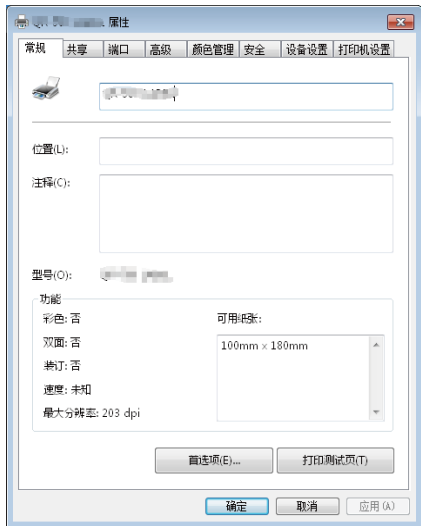 属性
常规 共享 端口 高级 颜色管理 安全 设备设置 打印机设置
位置(L):
注释(C):
型号(O):
功能
彩色: 否
可用纸张:
双面: 否
100mm x 180mm
装订: 否
速度: 未知
最大分辨率: 203 dpi
首选项(E)... 打印测试页(T)
确定 取消 应用(A)